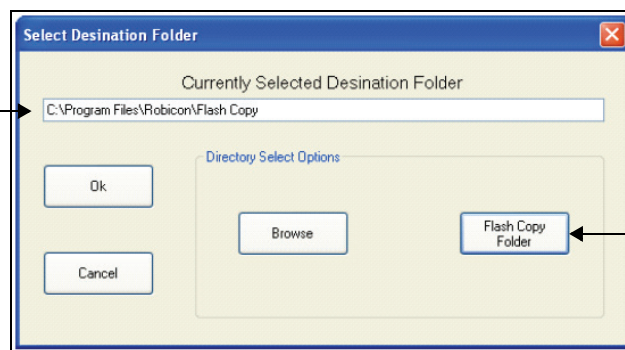 Select Desination Folder
Currently Selected Desination Folder
C:\Program Files\Robicon\Flash Copy
Directory Select Options
Ok
Browse
Flash Copy
Folder
Cancel